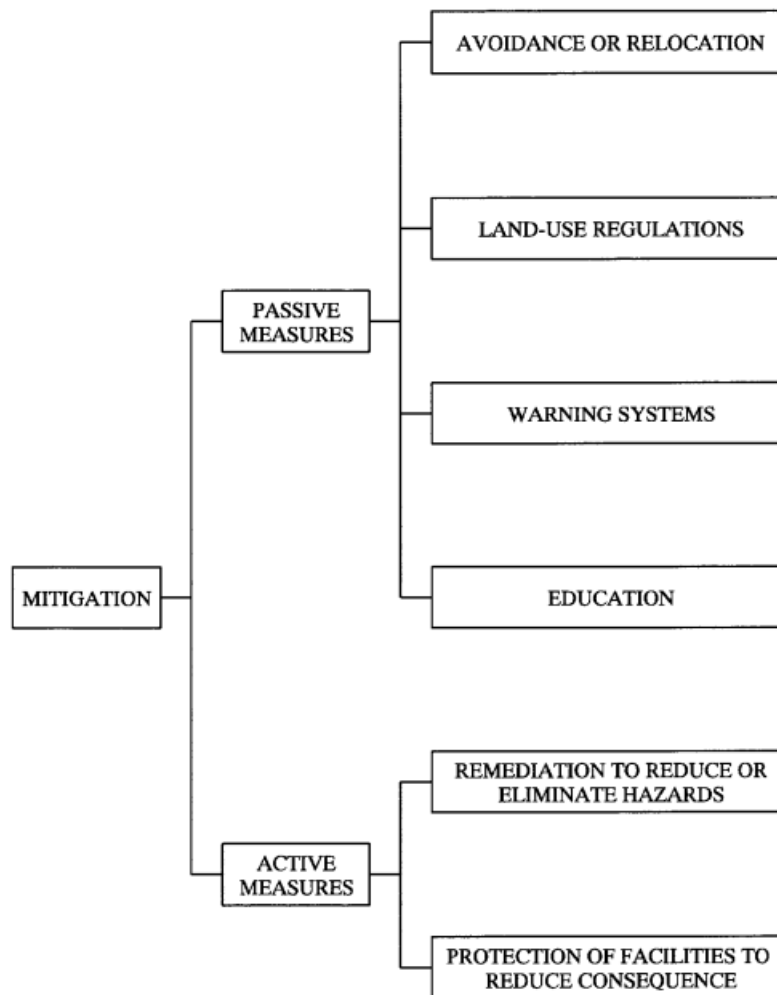 AVOIDANCE OR RELOCATION
LAND-USE REGULATIONS
PASSIVE
MEASURES
WARNING SYSTEMS
MITIGATION
EDUCATION
REMEDIATION TO REDUCE OR
ELIMINATE HAZARDS
ACTIVE
MEASURES
PROTECTION OF FACILITIES TO
REDUCE CONSEQUENCE